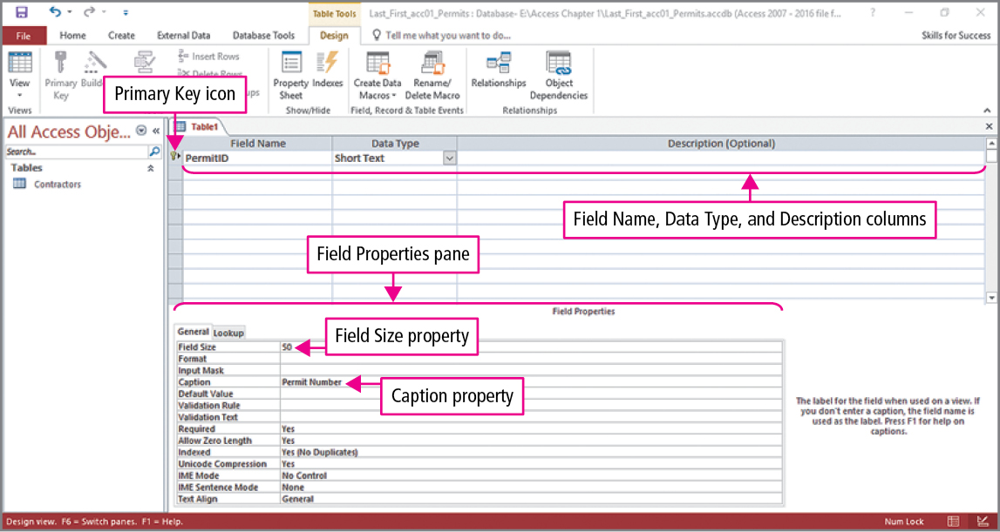 Table Tools
Last_First_acc01_Permits : Database- E:\Access Chapter 1\Last_First_acc01_Permits.accdb (Access 2007 - 2016 file f...
?
File
Home
Create
External Data
Database Tools
Design
Tell me what you want to do...
Skills for Success
View
Primary
Key
Insert Rows
Delete Rows
Property
Sheet
Indexes
Create Data
Macros
Rename/
Delete Macro
Relationships
Object
Dependencies
Views
Show/Hide
Field, Record & Table Events
Relationships
Primary Key icon
All Access Obje...
Search...
Tables
Contractors
Table1
Field Name
Data Type
Description (Optional)
PermitID
Short Text
Field Name, Data Type, and Description columns
Field Properties pane
Field Properties
General
Lookup
Field Size property
Caption property
Field Size 50
Format
Input Mask
Caption Permit Number
Default Value
Validation Rule
Validation Text
Required Yes
Allow Zero Length Yes
Indexed Yes (No Duplicates)
Unicode Compression Yes
IME Mode No Control
IME Sentence Mode None
Text Align General
The label for the field when used on a view. If
you don't enter a caption, the field name is
used as the label. Press F1 for help on
captions.
Design view. F6 = Switch panes. F1 = Help.
Num Lock